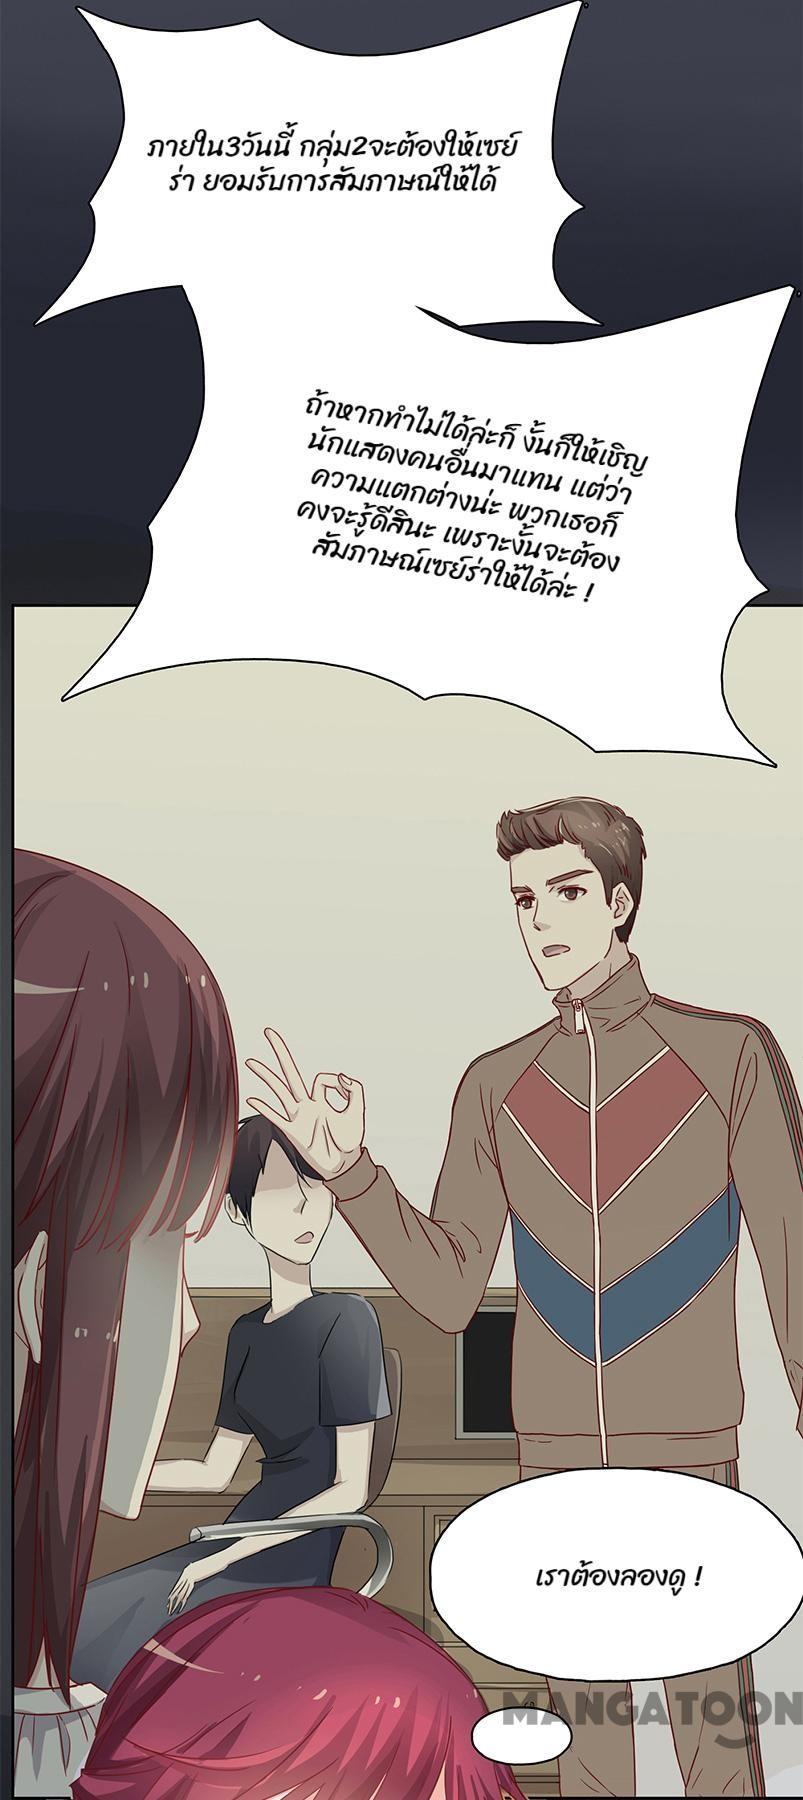 ภายใน3วันนี้ กลุ่ม2จะต้องให้เซย์
ร่า ยอมรับการสัมภาษณ์ให้ได้
ถ้าหากทำไม่ได้ล่ะก็ งั้นก็ให้เชิญ
นักแสดงคนอื่นมาแทน แต่ว่า
ความแตกต่างน่ะ พวกเธอก็
คงจะรู้ดีสินะ เพราะงั้นจะต้อง
สัมภาษณ์เซย์ร่าให้ได้ล่ะ !
เราต้องลองดู !
MANGATOON